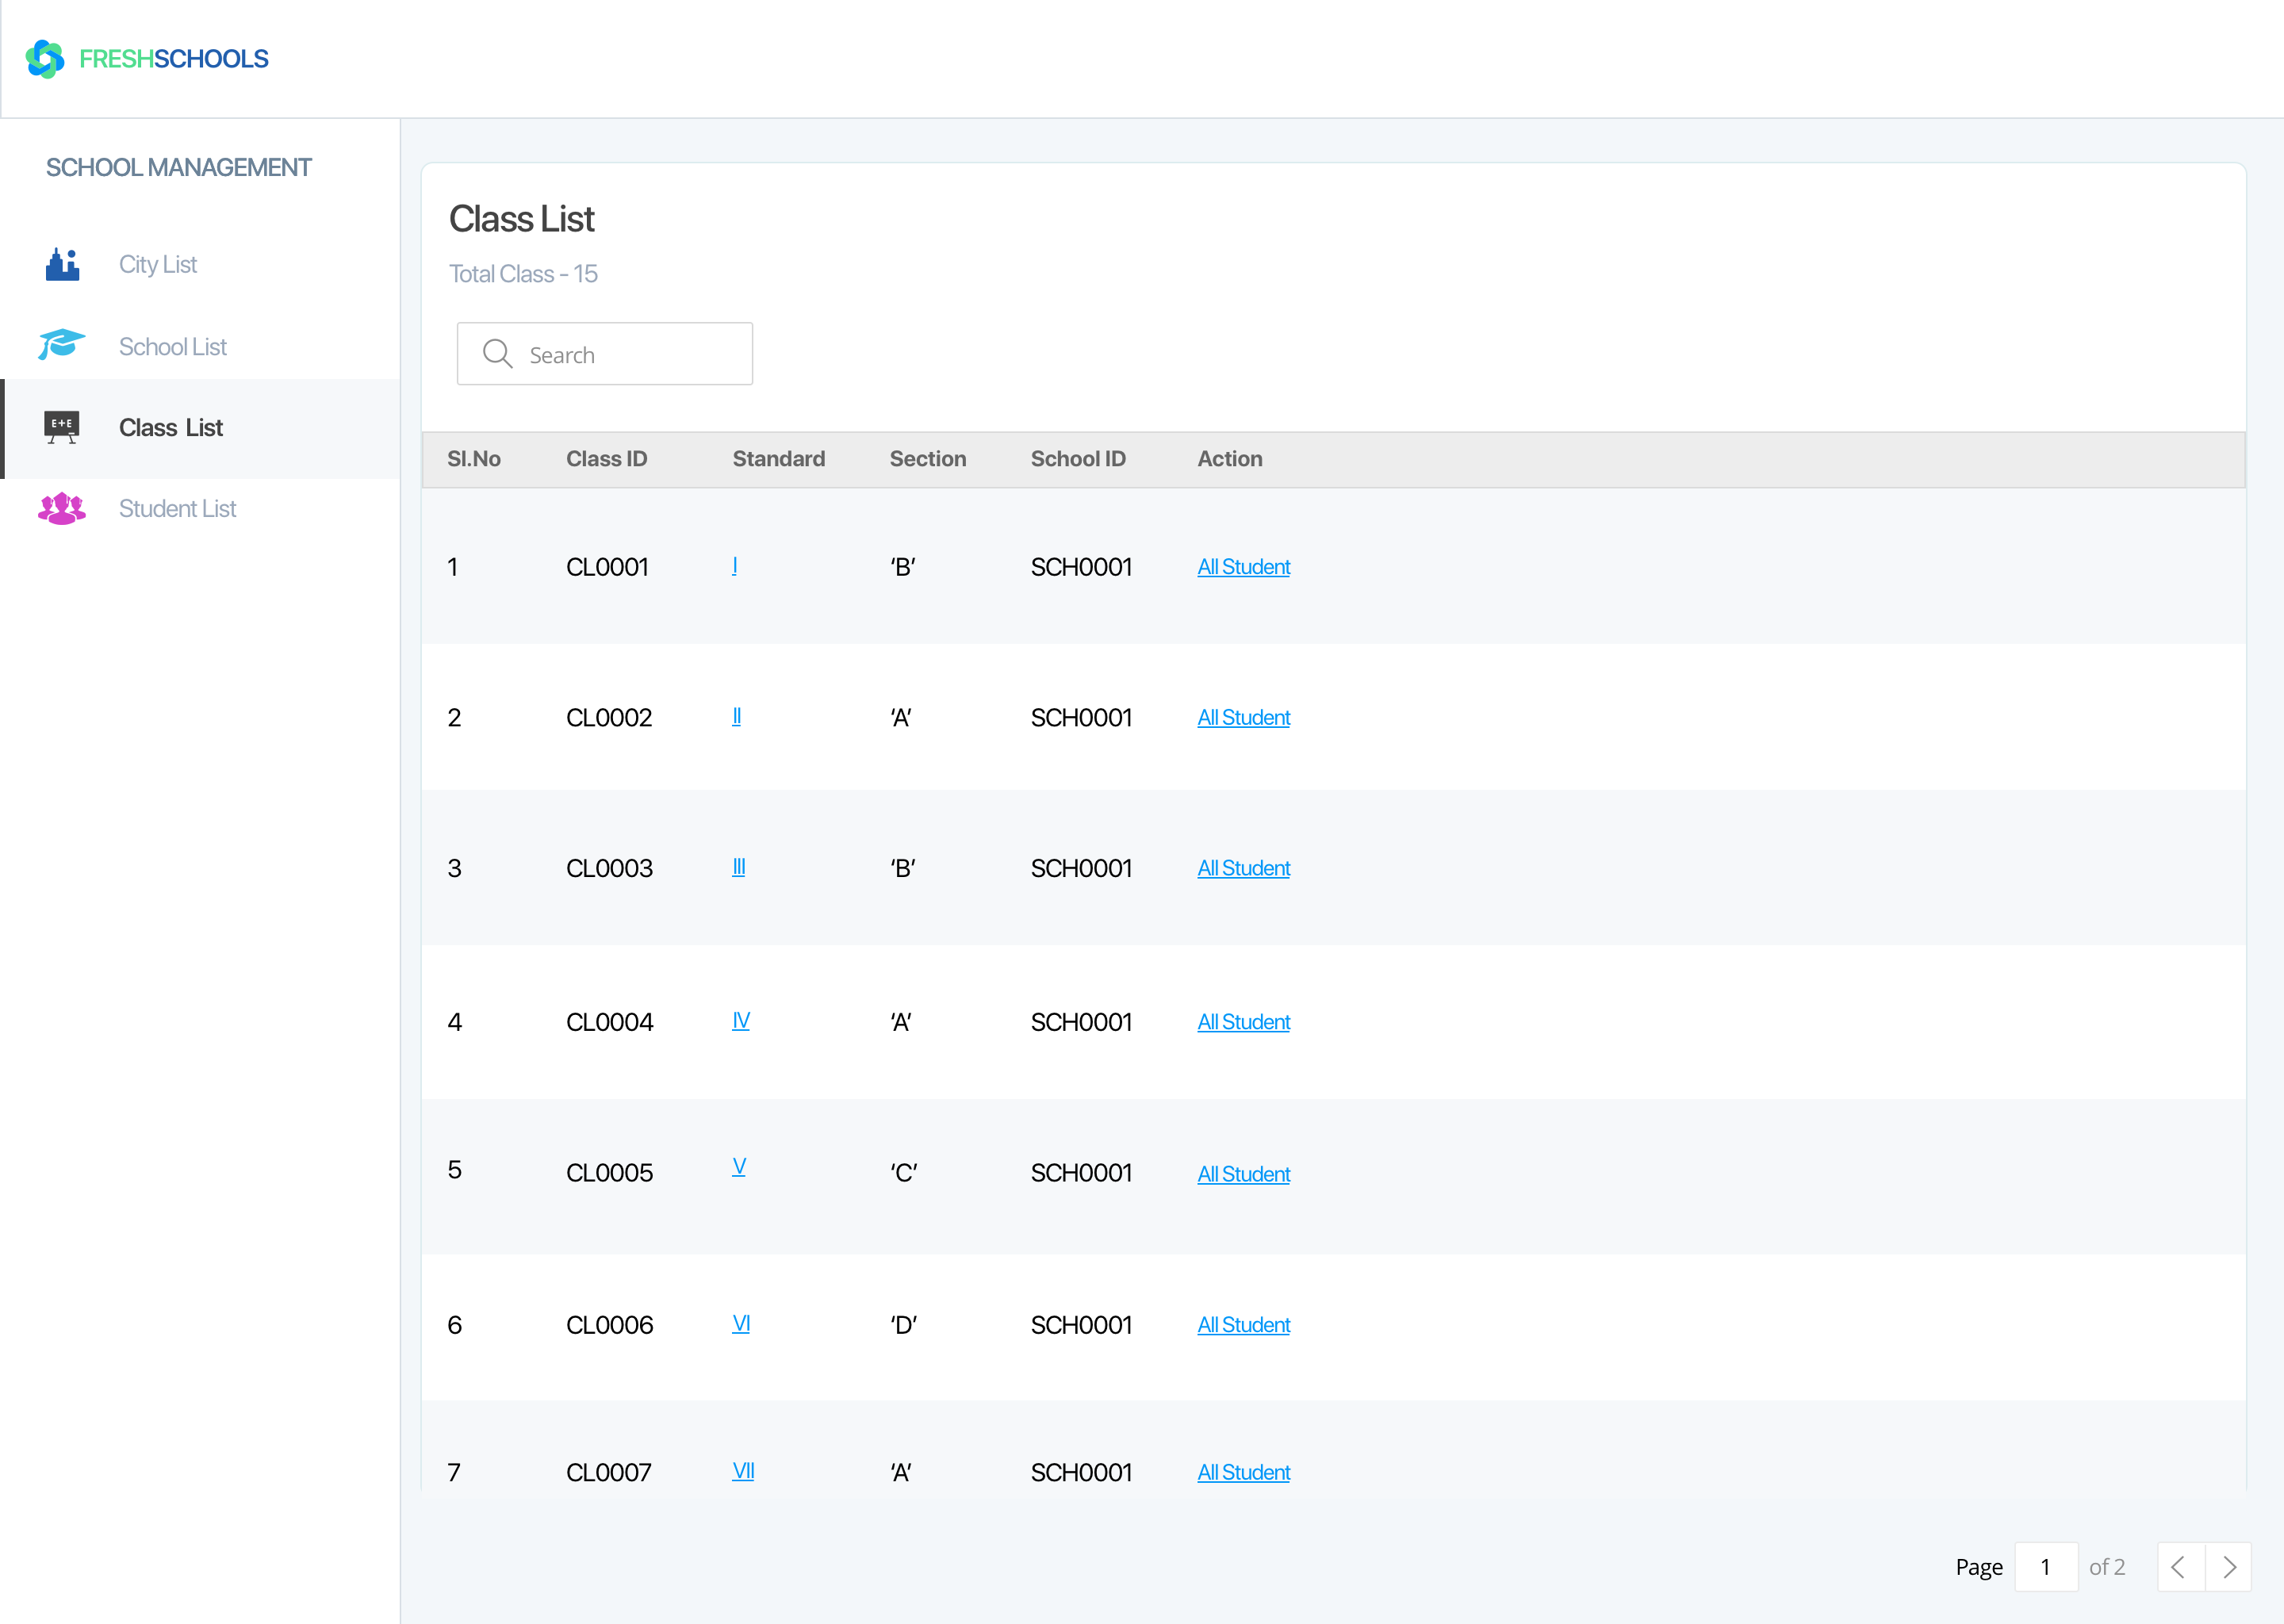 FRESHSCHOOLS
SCHOOL MANAGEMENT
City List
School List
E+E
Class List
Student List
Class List
Total Class - 15
Search
Sl.No Class ID Standard Section School ID Action
1 CL0001 I ‘B’ SCH0001 All Student
2 CL0002 II ‘A’ SCH0001 All Student
3 CL0003 III ‘B’ SCH0001 All Student
4 CL0004 IV ‘A’ SCH0001 All Student
5 CL0005 V ‘C’ SCH0001 All Student
6 CL0006 VI ‘D’ SCH0001 All Student
7 CL0007 VII ‘A’ SCH0001 All Student
Page 1 of 2